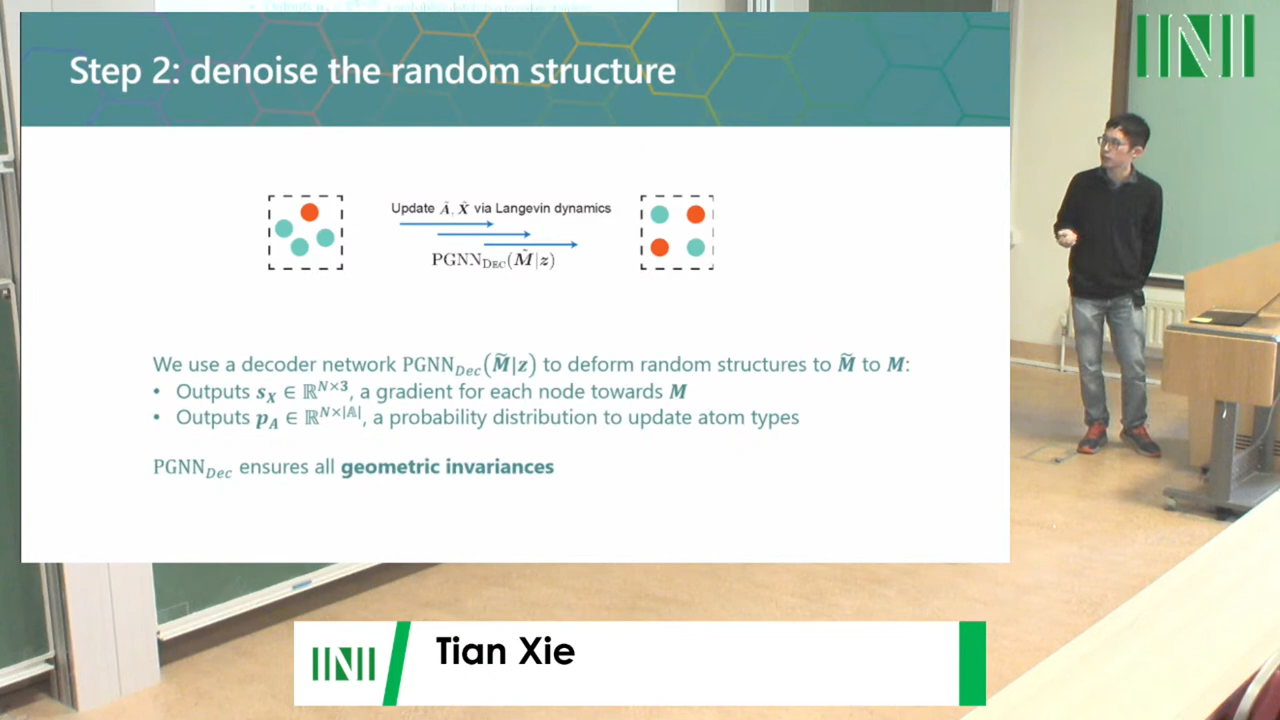 INI
Step 2: denoise the random structure
Update Ã, X̃ via Langevin dynamics
PGNN_DEC(M̃|z)
We use a decoder network PGNN_Dec(M̃|z) to deform random structures to M̃ to M:
• Outputs s_X ∈ ℝ^{N×3}, a gradient for each node towards M
• Outputs p_A ∈ ℝ^{N×|𝔸|}, a probability distribution to update atom types
PGNN_Dec ensures all geometric invariances
INI
Tian Xie